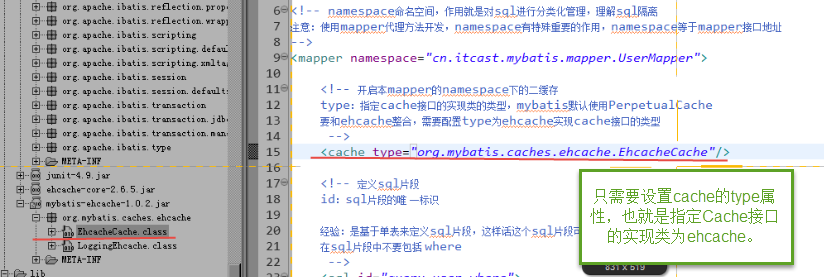 org.apache.ibatis.reflection.prope
org.apache.ibatis.reflection.wrapp
org.apache.ibatis.scripting
org.apache.ibatis.scripting.defau
org.apache.ibatis.scripting.xmlta
org.apache.ibatis.session
org.apache.ibatis.session.default
org.apache.ibatis.transaction
org.apache.ibatis.transaction.jdbc
org.apache.ibatis.transaction.mana
org.apache.ibatis.type
META-INF
junit-4.9.jar
ehcache-core-2.6.5.jar
mybatis-ehcache-1.0.2.jar
org.mybatis.caches.ehcache
EhcacheCache.class
LoggingEhcache.class
META-INF
lib
6 <!-- namespace命名空间，作用就是对sql进行分类化管理，理解sql隔离
7 注意：使用mapper代理方法开发，namespace有特殊重要的作用，namespace等于mapper接口地址
8 -->
9 <mapper namespace="cn.itcast.mybatis.mapper.UserMapper">
10
11 <!-- 开启本mapper的namespace下的二缓存
12 type：指定cache接口的实现类的类型，mybatis默认使用PerpetualCache
13 要和ehcache整合，需要配置type为ehcache实现cache接口的类型
14 -->
15 <cache type="org.mybatis.caches.ehcache.EhcacheCache"/>
16
17 <!-- 定义sql片段
18 id：sql片段的唯 一标识
19
20 经验：是基于单表来定义sql片段，这样话这个sql片段可
21 在sql片段中不要包括 where
22 -->
只需要设置cache的type属
性，也就是指定Cache接口
的实现类为ehcache。
831 x 519